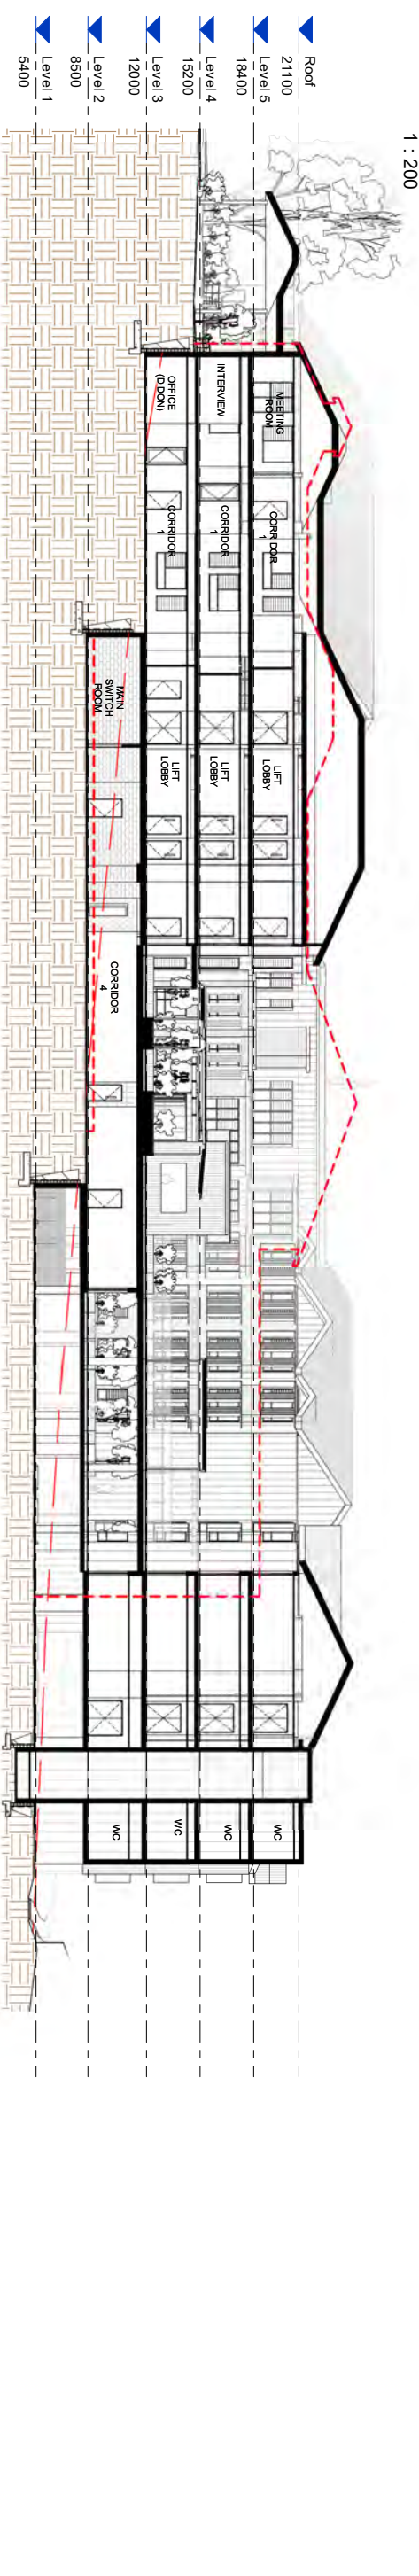 1 : 200
Roof
21100
Level 5
18400
Level 4
15200
Level 3
12000
Level 2
8500
Level 1
5400
MEETING
ROOM
CORRIDOR
1
LIFT
LOBBY
WC
INTERVIEW
CORRIDOR
1
LIFT
LOBBY
WC
OFFICE
(D.DON)
CORRIDOR
1
LIFT
LOBBY
WC
MAIN
SWITCH
ROOM
CORRIDOR
4
WC